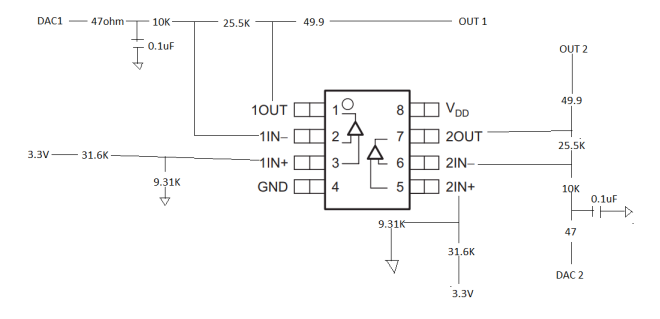 DAC1 47ohm 10K 25.5K 49.9 OUT 1
0.1uF
OUT 2
49.9
1OUT 1 8 VDD
1IN− 2 7 2OUT
25.5K
3.3V 31.6K 1IN+ 3 6 2IN−
9.31K GND 4 5 2IN+
10K
0.1uF
9.31K
47
31.6K
DAC 2
3.3V